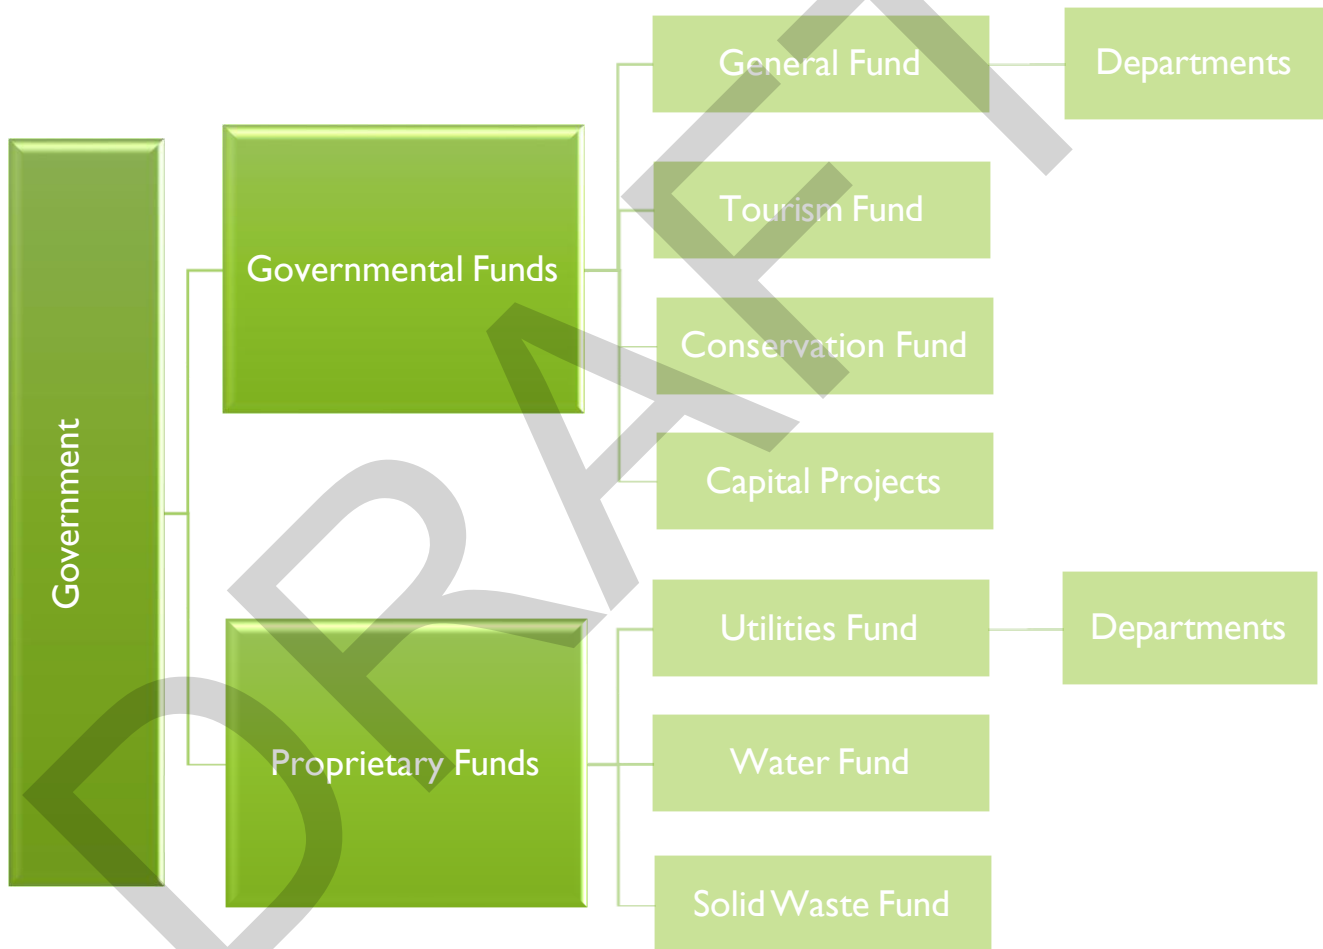 Government
Governmental Funds
General Fund
Departments
Tourism Fund
Conservation Fund
Capital Projects
Proprietary Funds
Utilities Fund
Departments
Water Fund
Solid Waste Fund
DRAFT